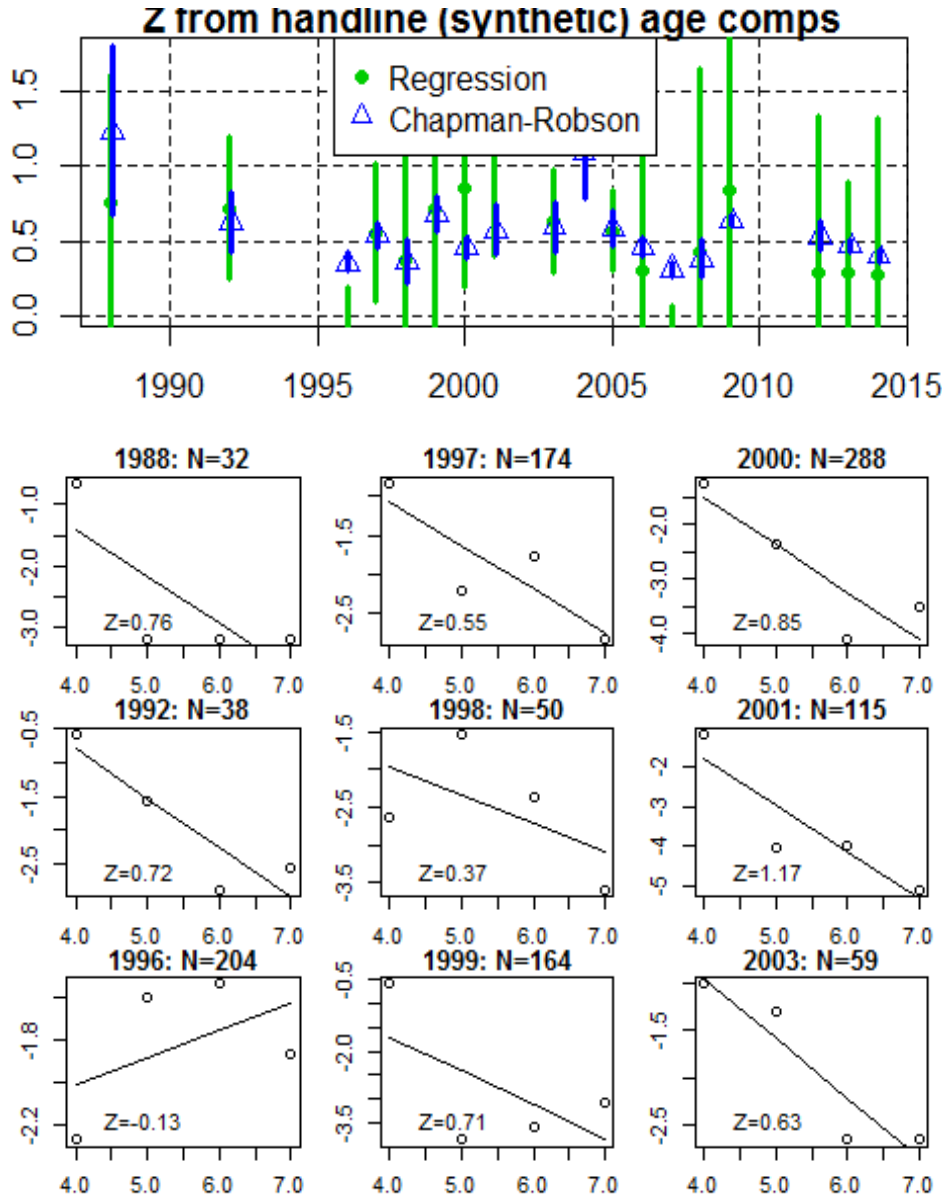 Z from handline (synthetic) age comps
Regression
Chapman-Robson
0.0 0.5 1.0 1.5
1990 1995 2000 2005 2010 2015
1988: N=32 1997: N=174 2000: N=288
-3.0 -2.0 -1.0
Z=0.76
4.0 5.0 6.0 7.0
-2.5 -1.5
Z=0.55
4.0 5.0 6.0 7.0
-4.0 -3.0 -2.0
Z=0.85
4.0 5.0 6.0 7.0
1992: N=38 1998: N=50 2001: N=115
-2.5 -1.5 -0.5
Z=0.72
4.0 5.0 6.0 7.0
-3.5 -2.5 -1.5
Z=0.37
4.0 5.0 6.0 7.0
-5 -4 -3 -2
Z=1.17
4.0 5.0 6.0 7.0
1996: N=204 1999: N=164 2003: N=59
-2.2 -1.8
Z=-0.13
4.0 5.0 6.0 7.0
-3.5 -2.0 -0.5
Z=0.71
4.0 5.0 6.0 7.0
-2.5 -1.5
Z=0.63
4.0 5.0 6.0 7.0